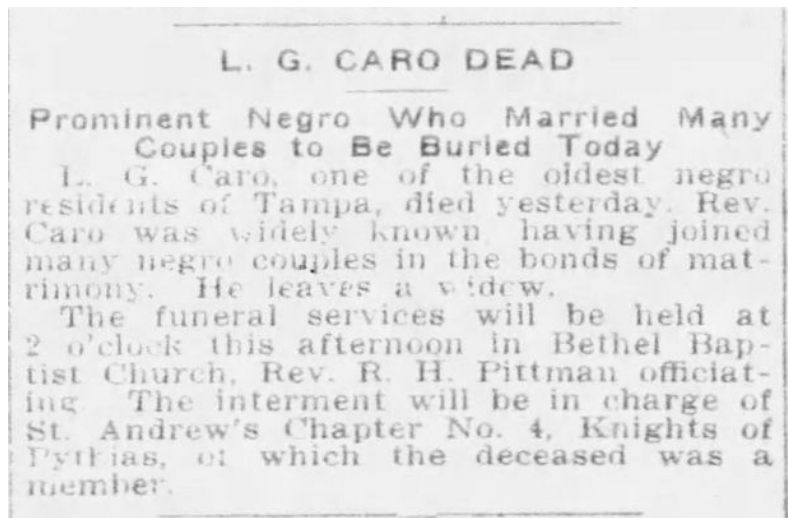 L. G. CARO DEAD
Prominent Negro Who Married Many
Couples to Be Buried Today
L. G. Caro, one of the oldest negro
residents of Tampa, died yesterday. Rev.
Caro was widely known having joined
many negro couples in the bonds of mat-
rimony. He leaves a widow.
The funeral services will be held at
2 o'clock this afternoon in Bethel Bap-
tist Church, Rev. R. H. Pittman officiat-
ing. The interment will be in charge of
St. Andrew's Chapter No. 4, Knights of
Pythias, of which the deceased was a
member.